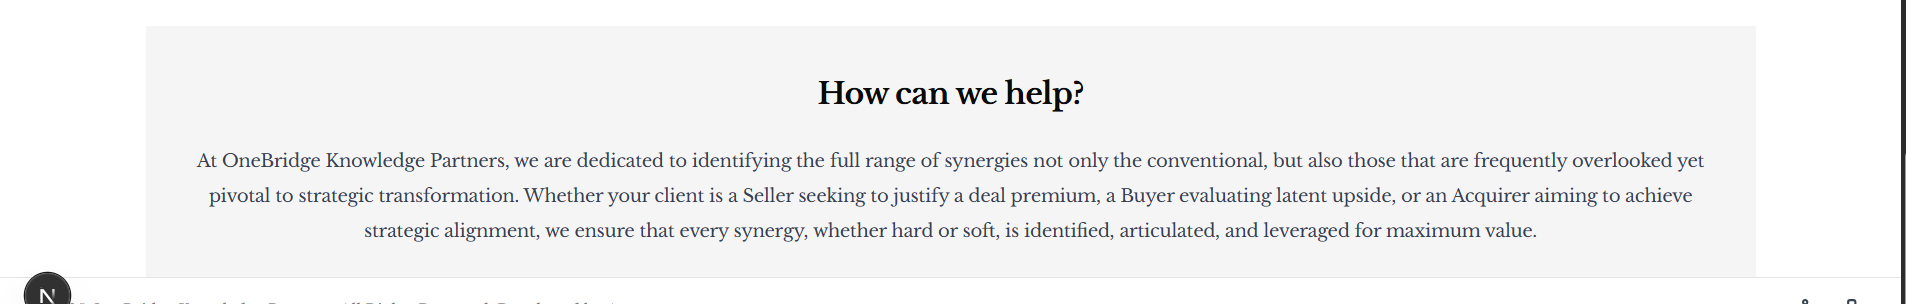 How can we help?
At OneBridge Knowledge Partners, we are dedicated to identifying the full range of synergies not only the conventional, but also those that are frequently overlooked yet
pivotal to strategic transformation. Whether your client is a Seller seeking to justify a deal premium, a Buyer evaluating latent upside, or an Acquirer aiming to achieve
strategic alignment, we ensure that every synergy, whether hard or soft, is identified, articulated, and leveraged for maximum value.
N